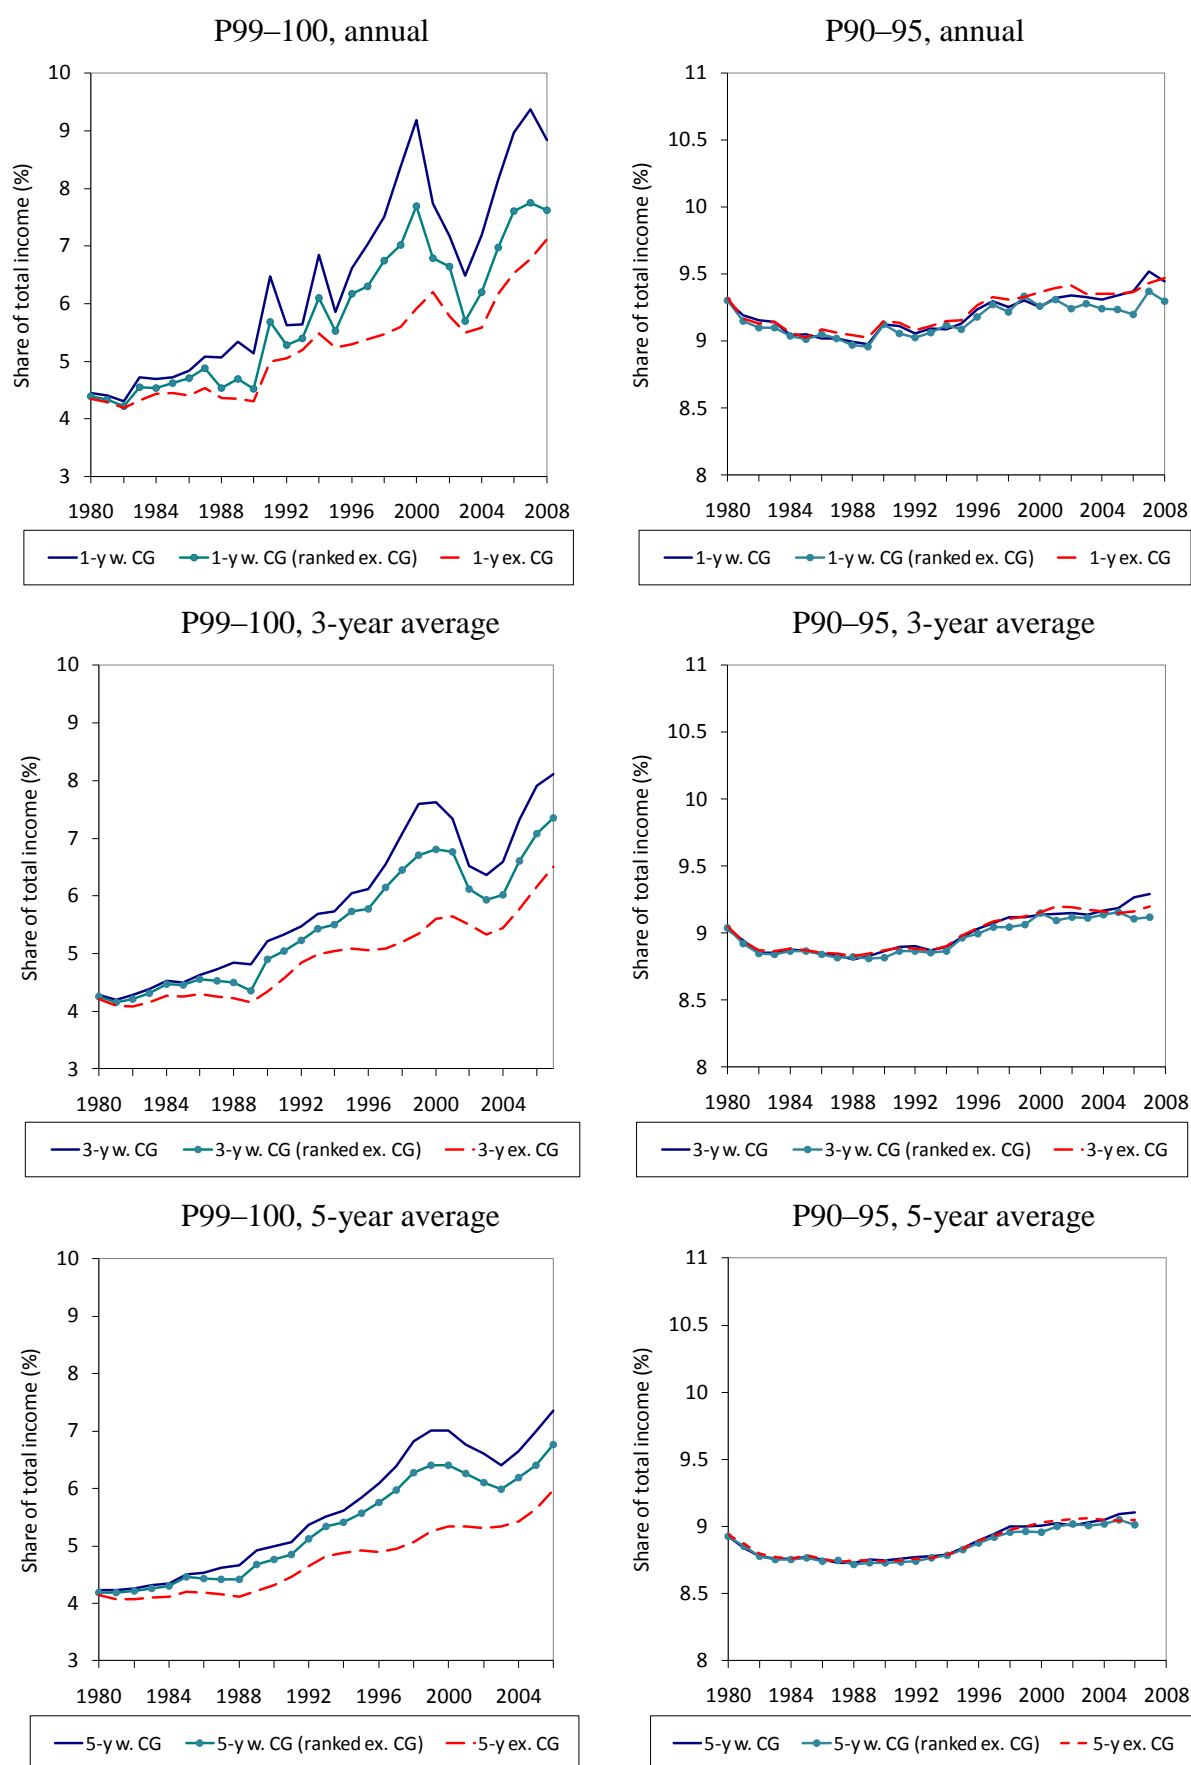 P99–100, annual
Share of total income (%)
10
9
8
7
6
5
4
3
1980 1984 1988 1992 1996 2000 2004 2008
1-y w. CG 1-y w. CG (ranked ex. CG) 1-y ex. CG
P90–95, annual
Share of total income (%)
11
10.5
10
9.5
9
8.5
8
1980 1984 1988 1992 1996 2000 2004 2008
1-y w. CG 1-y w. CG (ranked ex. CG) 1-y ex. CG
P99–100, 3-year average
Share of total income (%)
10
9
8
7
6
5
4
3
1980 1984 1988 1992 1996 2000 2004
3-y w. CG 3-y w. CG (ranked ex. CG) 3-y ex. CG
P90–95, 3-year average
Share of total income (%)
11
10.5
10
9.5
9
8.5
8
1980 1984 1988 1992 1996 2000 2004 2008
3-y w. CG 3-y w. CG (ranked ex. CG) 3-y ex. CG
P99–100, 5-year average
Share of total income (%)
10
9
8
7
6
5
4
3
1980 1984 1988 1992 1996 2000 2004
5-y w. CG 5-y w. CG (ranked ex. CG) 5-y ex. CG
P90–95, 5-year average
Share of total income (%)
11
10.5
10
9.5
9
8.5
8
1980 1984 1988 1992 1996 2000 2004 2008
5-y w. CG 5-y w. CG (ranked ex. CG) 5-y ex. CG